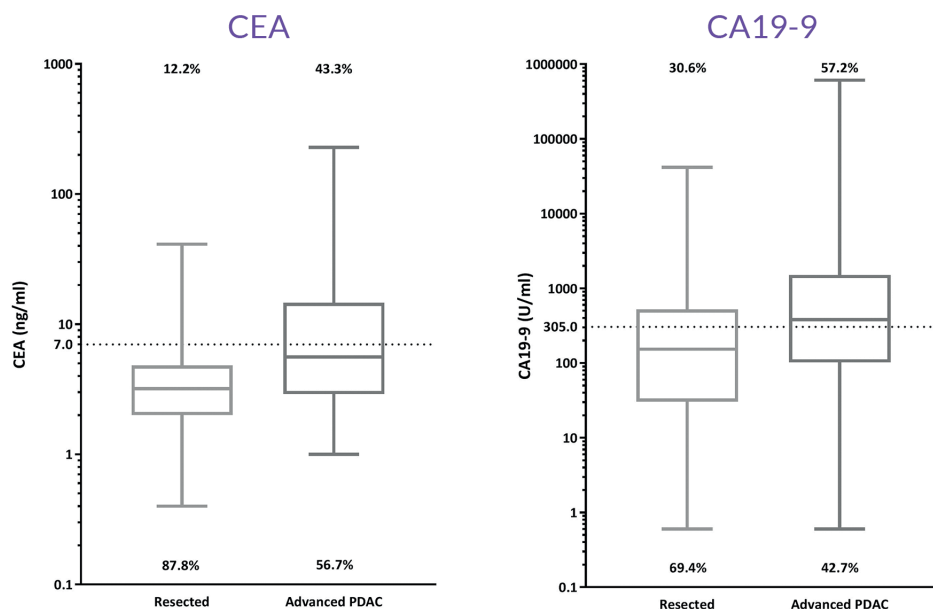 CEA
1000
100
10
7.0
1
0.1
CEA (ng/ml)
12.2%
43.3%
87.8%
56.7%
Resected
Advanced PDAC
CA19-9
1000000
100000
10000
1000
305.0
100
10
1
0.1
CA19-9 (U/ml)
30.6%
57.2%
69.4%
42.7%
Resected
Advanced PDAC